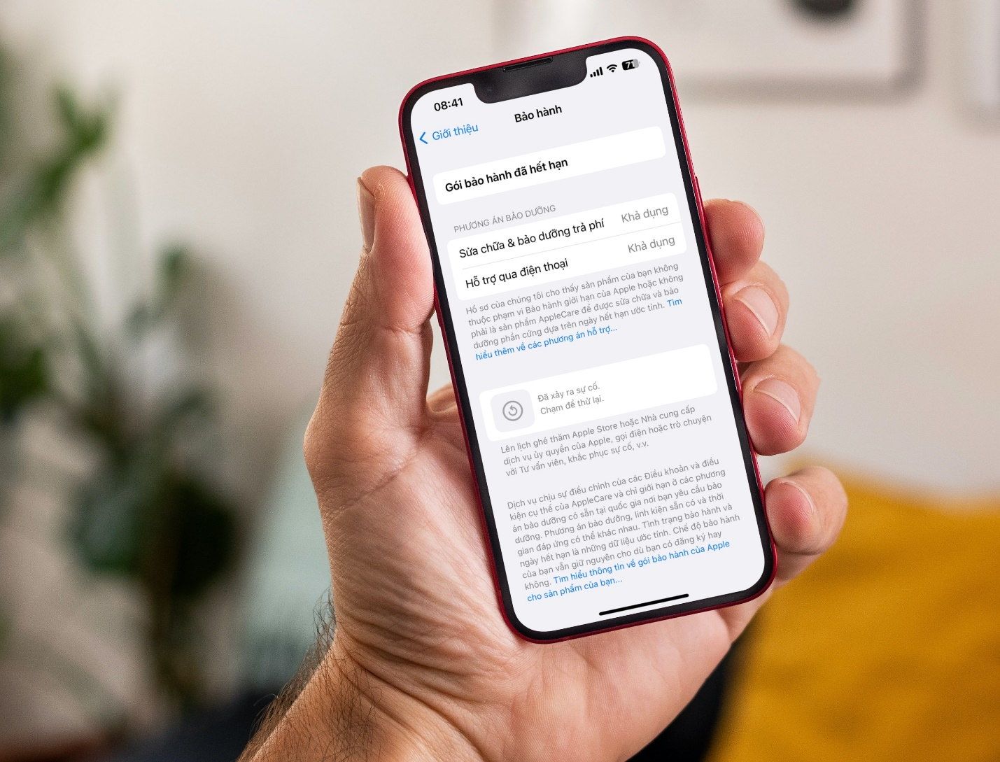 08:41
71
Giới thiệu
Bảo hành
Gói bảo hành đã hết hạn
PHƯƠNG ÁN BẢO DƯỠNG
Sửa chữa & bảo dưỡng trả phí Khả dụng
Hỗ trợ qua điện thoại Khả dụng
Hồ sơ của chúng tôi cho thấy sản phẩm của bạn không
thuộc phạm vi Bảo hành giới hạn của Apple hoặc không
phải là sản phẩm AppleCare để được sửa chữa và bảo
dưỡng phần cứng dựa trên ngày hết hạn ước tính. Tìm
hiểu thêm về các phương án hỗ trợ...
Đã xảy ra sự cố.
Chạm để thử lại.
Lên lịch ghé thăm Apple Store hoặc Nhà cung cấp
dịch vụ ủy quyền của Apple, gọi điện hoặc trò chuyện
với Tư vấn viên, khắc phục sự cố, v.v.
Dịch vụ chịu sự điều chỉnh của các Điều khoản và điều
kiện cụ thể của AppleCare và chỉ giới hạn ở các phương
án bảo dưỡng có sẵn tại quốc gia nơi bạn yêu cầu bảo
dưỡng. Phương án bảo dưỡng, linh kiện sẵn có và thời
gian đáp ứng có thể khác nhau. Tình trạng bảo hành và
ngày hết hạn là những dữ liệu ước tính. Chế độ bảo hành
của bạn vẫn giữ nguyên cho dù bạn có đăng ký hay
không. Tìm hiểu thông tin về gói bảo hành của Apple
cho sản phẩm của bạn...